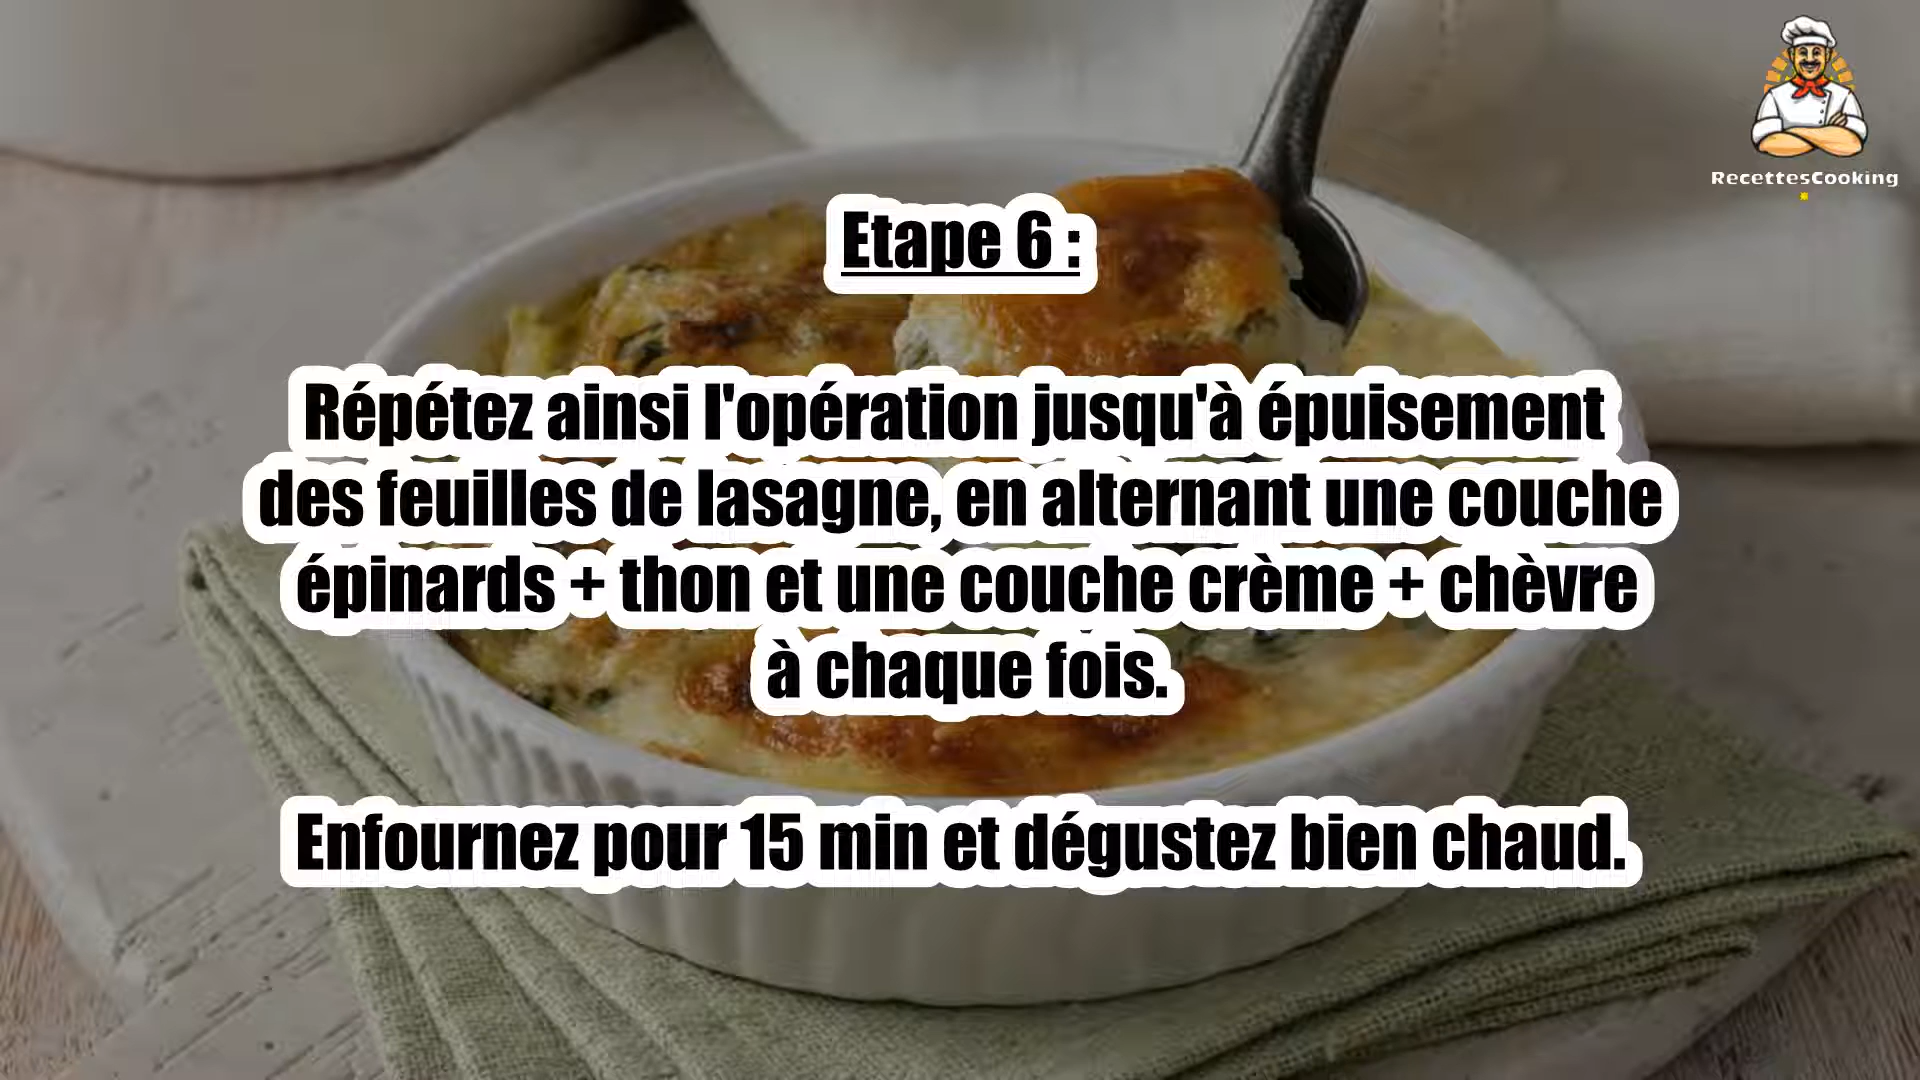 RecettesCooking
Etape 6 :
Répétez ainsi l'opération jusqu'à épuisement
des feuilles de lasagne, en alternant une couche
épinards + thon et une couche crème + chèvre
à chaque fois.
Enfournez pour 15 min et dégustez bien chaud.